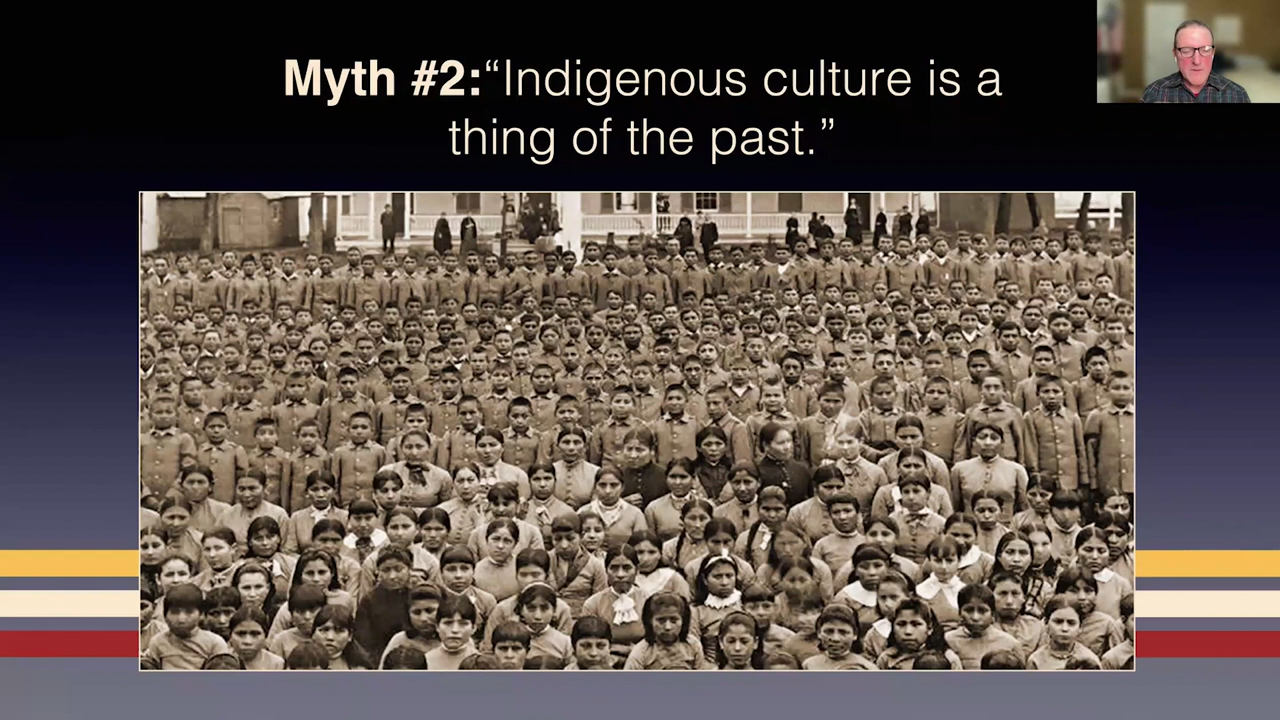 Myth #2:“Indigenous culture is a
thing of the past.”